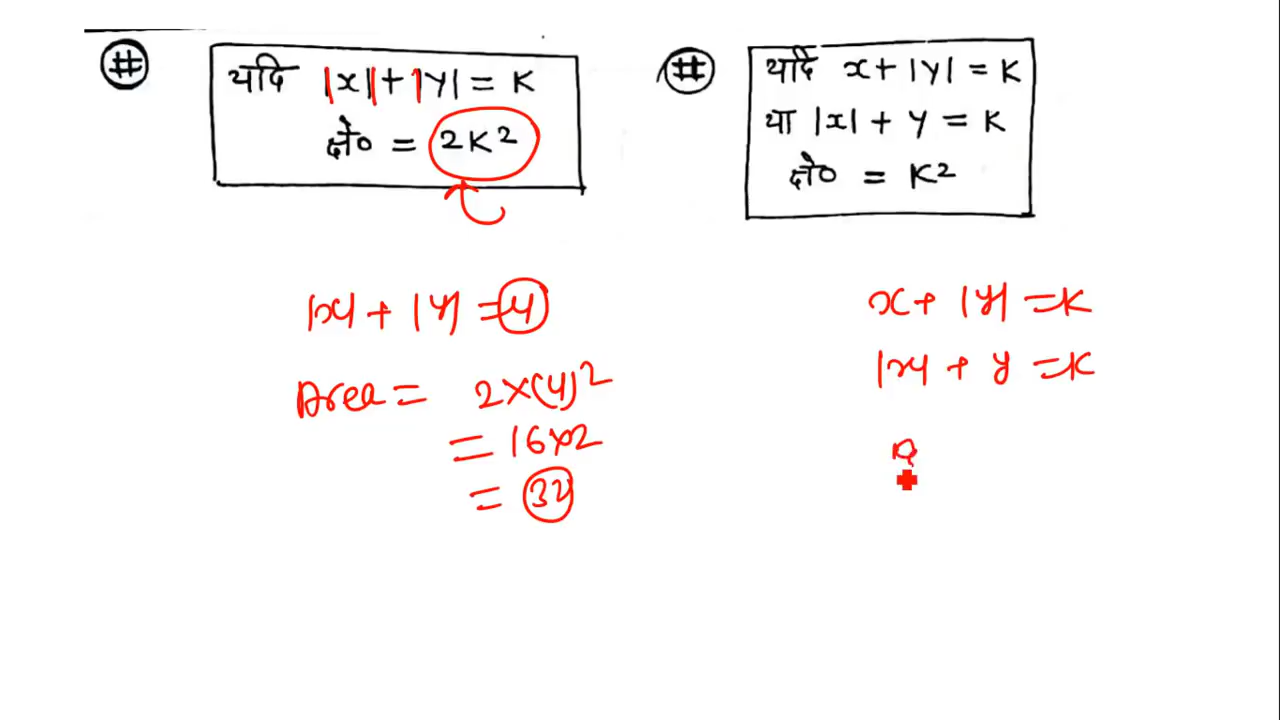 # यदि |x| + |y| = K
क्षे० = 2K²
# यदि x + |y| = K
या |x| + y = K
क्षे० = K²
|x| + |y| = 4
Area = 2×(4)²
= 16×2
= 32
x + |y| = K
|x| + y = K